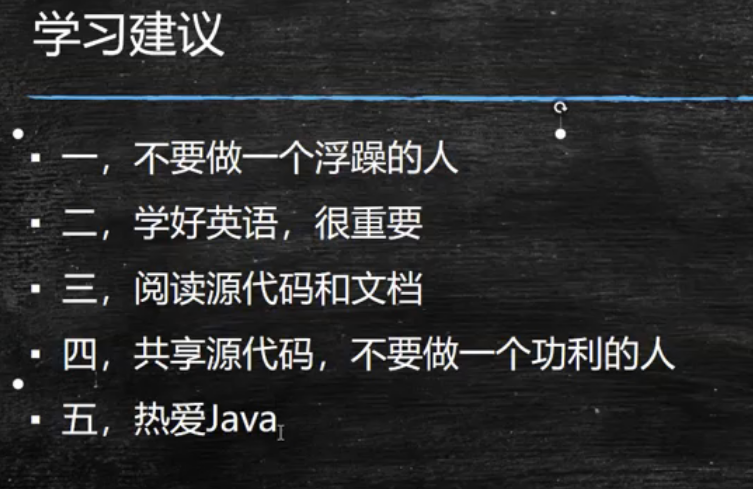 学习建议
▪ 一，不要做一个浮躁的人
▪ 二，学好英语，很重要
▪ 三，阅读源代码和文档
▪ 四，共享源代码，不要做一个功利的人
▪ 五，热爱Java